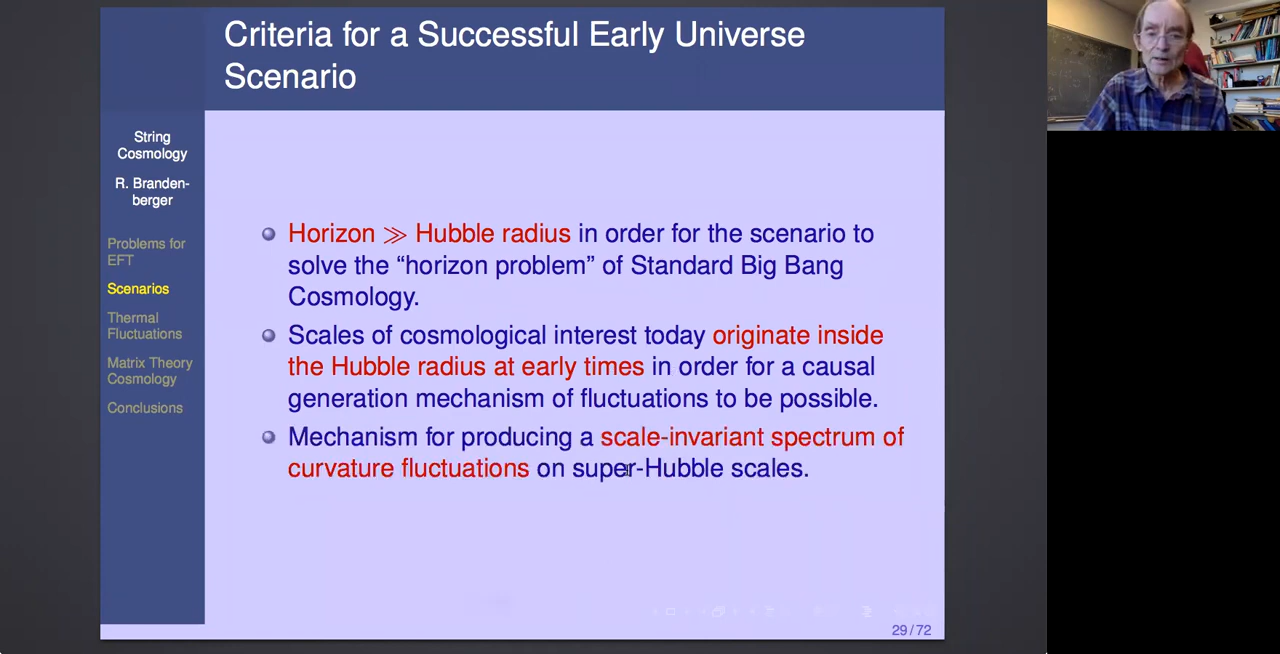 Criteria for a Successful Early Universe
Scenario
String
Cosmology
R. Branden-
berger
Problems for
EFT
Scenarios
Thermal
Fluctuations
Matrix Theory
Cosmology
Conclusions
Horizon ≫ Hubble radius in order for the scenario to
solve the “horizon problem” of Standard Big Bang
Cosmology.
Scales of cosmological interest today originate inside
the Hubble radius at early times in order for a causal
generation mechanism of fluctuations to be possible.
Mechanism for producing a scale-invariant spectrum of
curvature fluctuations on super-Hubble scales.
29/72